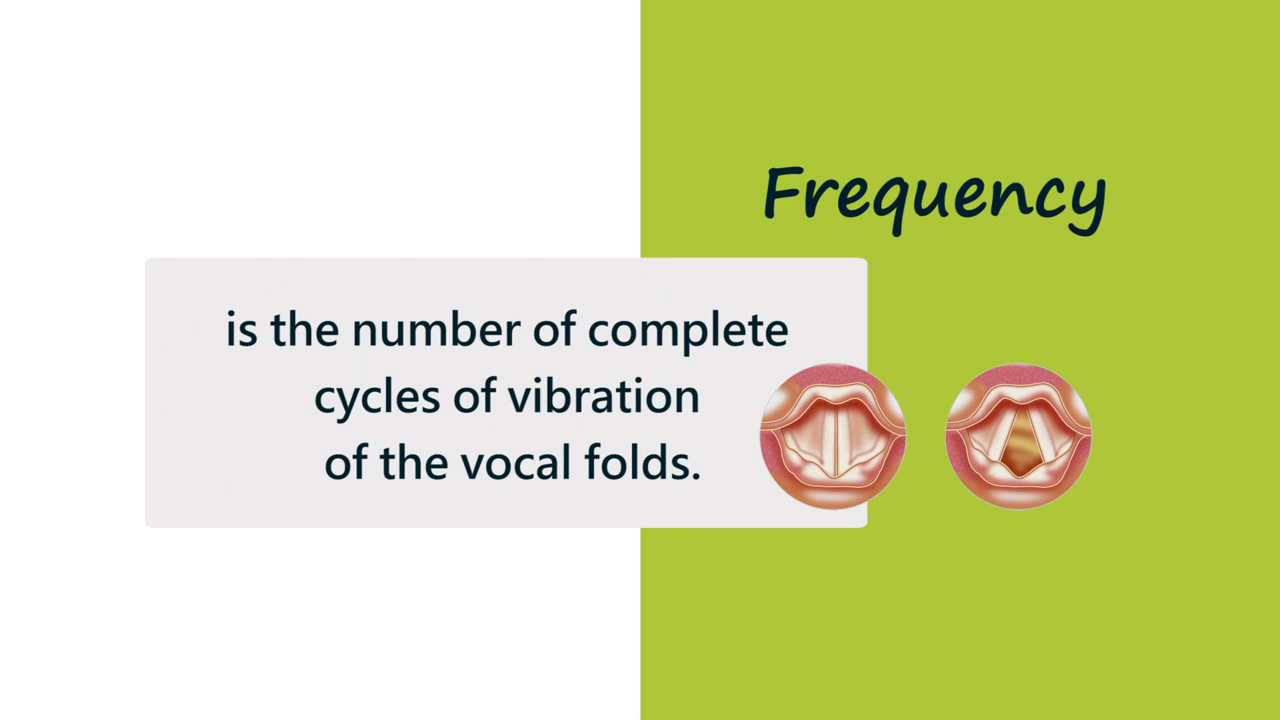 Frequency
is the number of complete
cycles of vibration
of the vocal folds.